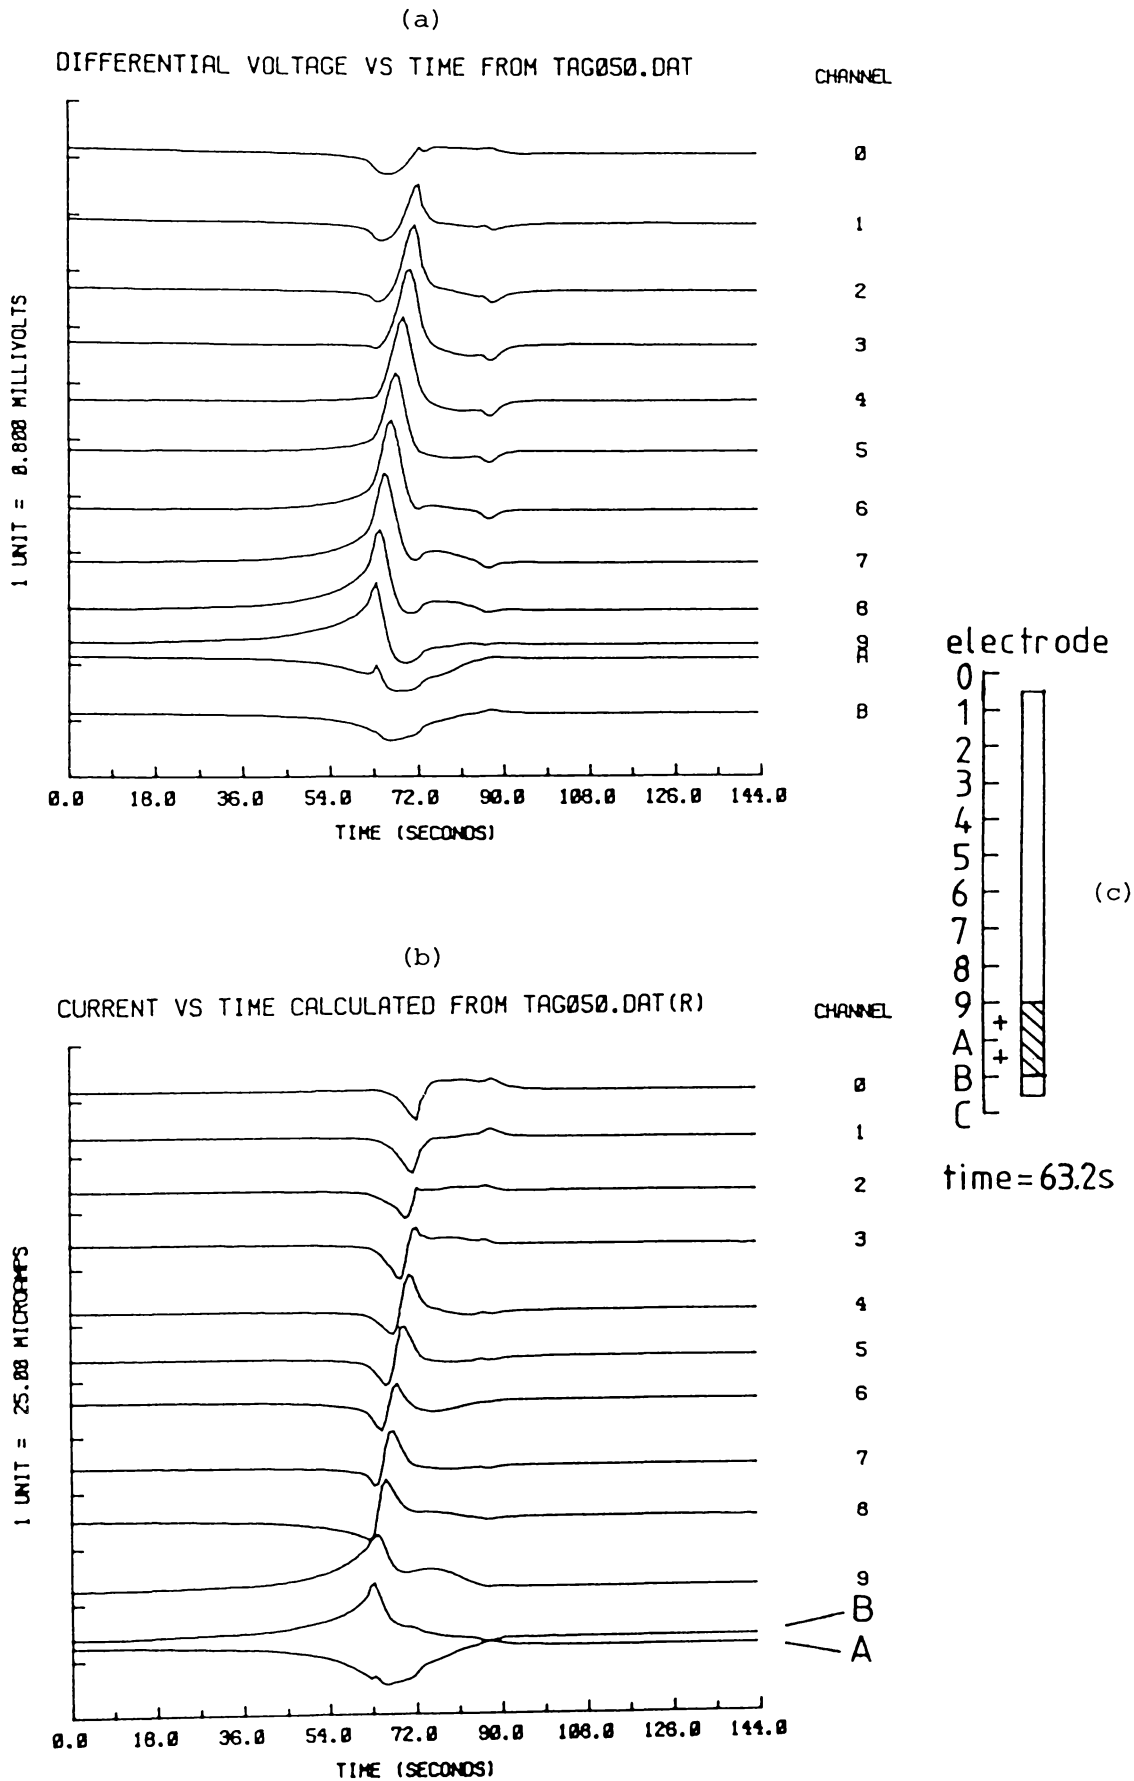 (a)
DIFFERENTIAL VOLTAGE VS TIME FROM TAG050.DAT
CHANNEL
0
1
2
3
4
5
6
7
8
9
A
B
1 UNIT = 0.800 MILLIVOLTS
0.0 18.0 36.0 54.0 72.0 90.0 108.0 126.0 144.0
TIME (SECONDS)
electrode
0
1
2
3
4
5
6
7
8
9
+
A
+
B
C
(c)
time=63.2s
(b)
CURRENT VS TIME CALCULATED FROM TAG050.DAT(R)
CHANNEL
0
1
2
3
4
5
6
7
8
9
B
A
1 UNIT = 25.00 MICROAMPS
0.0 18.0 36.0 54.0 72.0 90.0 108.0 126.0 144.0
TIME (SECONDS)